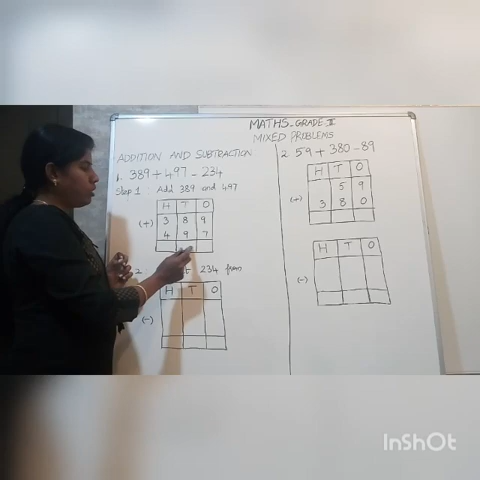 MATHS-GRADE II
MIXED PROBLEMS
ADDITION AND SUBTRACTION
1. 389 + 497 - 234
Step 1 : Add 389 and 497
H T O
(+) 3 8 9
4 9 7
2
234 from
H T O
(-)
2. 59 + 380 - 89
H T O
5 9
(+) 3 8 0
H T O
(-)
InShOt